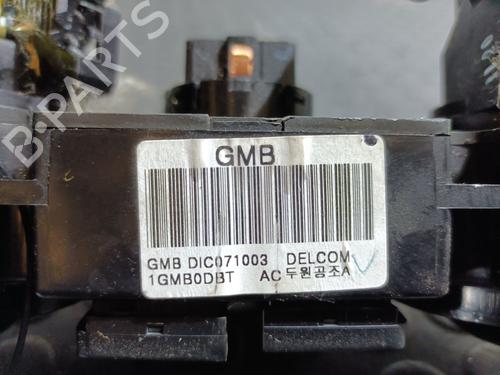 B-PARTS
GMB
GMB DIC071003 DELCOM
1GMB0DBT AC 두원공조A